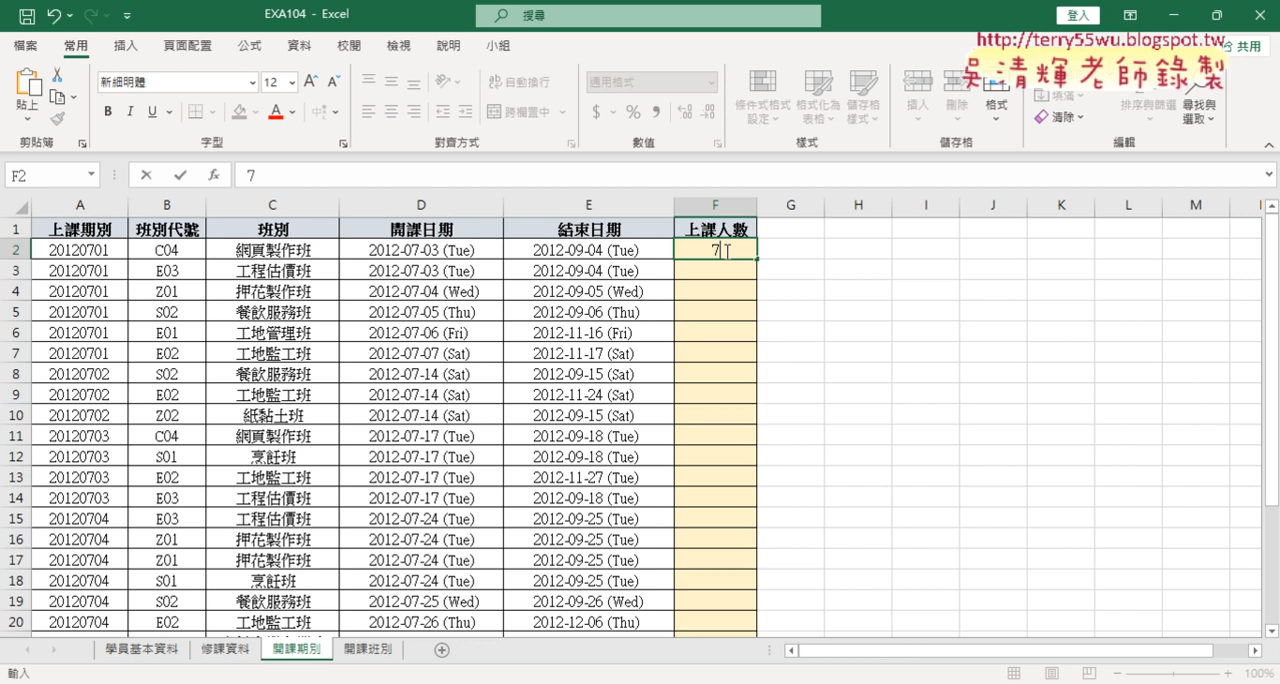 EXA104 - Excel
搜尋
登入
檔案 常用 插入 頁面配置 公式 資料 校閱 檢視 說明 小組
共用
http://terry55wu.blogspot.tw
吳清輝老師錄製
貼上
新細明體 12
B I U
自動換行
跨欄置中
通用格式
$ % 9
條件式格式設定
格式化為表格
儲存格樣式
插入 刪除 格式
填滿
清除
排序與篩選
尋找與選取
剪貼簿 字型 對齊方式 數值 樣式 儲存格 編輯
F2 fx 7
A B C D E F G H I J K L M
1 上課期別 班別代號 班別 開課日期 結束日期 上課人數
2 20120701 C04 網頁製作班 2012-07-03 (Tue) 2012-09-04 (Tue) 7
3 20120701 E03 工程估價班 2012-07-03 (Tue) 2012-09-04 (Tue)
4 20120701 Z01 押花製作班 2012-07-04 (Wed) 2012-09-05 (Wed)
5 20120701 S02 餐飲服務班 2012-07-05 (Thu) 2012-09-06 (Thu)
6 20120701 E01 工地管理班 2012-07-06 (Fri) 2012-11-16 (Fri)
7 20120701 E02 工地監工班 2012-07-07 (Sat) 2012-11-17 (Sat)
8 20120702 S02 餐飲服務班 2012-07-14 (Sat) 2012-09-15 (Sat)
9 20120702 E02 工地監工班 2012-07-14 (Sat) 2012-11-24 (Sat)
10 20120702 Z02 紙黏土班 2012-07-14 (Sat) 2012-09-15 (Sat)
11 20120703 C04 網頁製作班 2012-07-17 (Tue) 2012-09-18 (Tue)
12 20120703 S01 烹飪班 2012-07-17 (Tue) 2012-09-18 (Tue)
13 20120703 E02 工地監工班 2012-07-17 (Tue) 2012-11-27 (Tue)
14 20120703 E03 工程估價班 2012-07-17 (Tue) 2012-09-18 (Tue)
15 20120704 E03 工程估價班 2012-07-24 (Tue) 2012-09-25 (Tue)
16 20120704 Z01 押花製作班 2012-07-24 (Tue) 2012-09-25 (Tue)
17 20120704 Z01 押花製作班 2012-07-24 (Tue) 2012-09-25 (Tue)
18 20120704 S01 烹飪班 2012-07-24 (Tue) 2012-09-25 (Tue)
19 20120704 S02 餐飲服務班 2012-07-25 (Wed) 2012-09-26 (Wed)
20 20120704 E02 工地監工班 2012-07-26 (Thu) 2012-12-06 (Thu)
學員基本資料 修課資料 開課期別 開課班別
輸入 100%